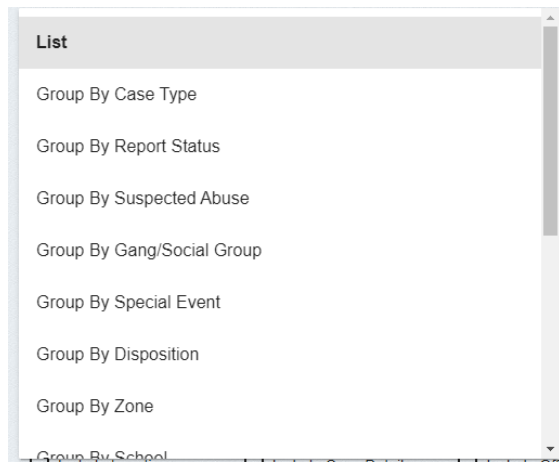 List
Group By Case Type
Group By Report Status
Group By Suspected Abuse
Group By Gang/Social Group
Group By Special Event
Group By Disposition
Group By Zone
Group By School